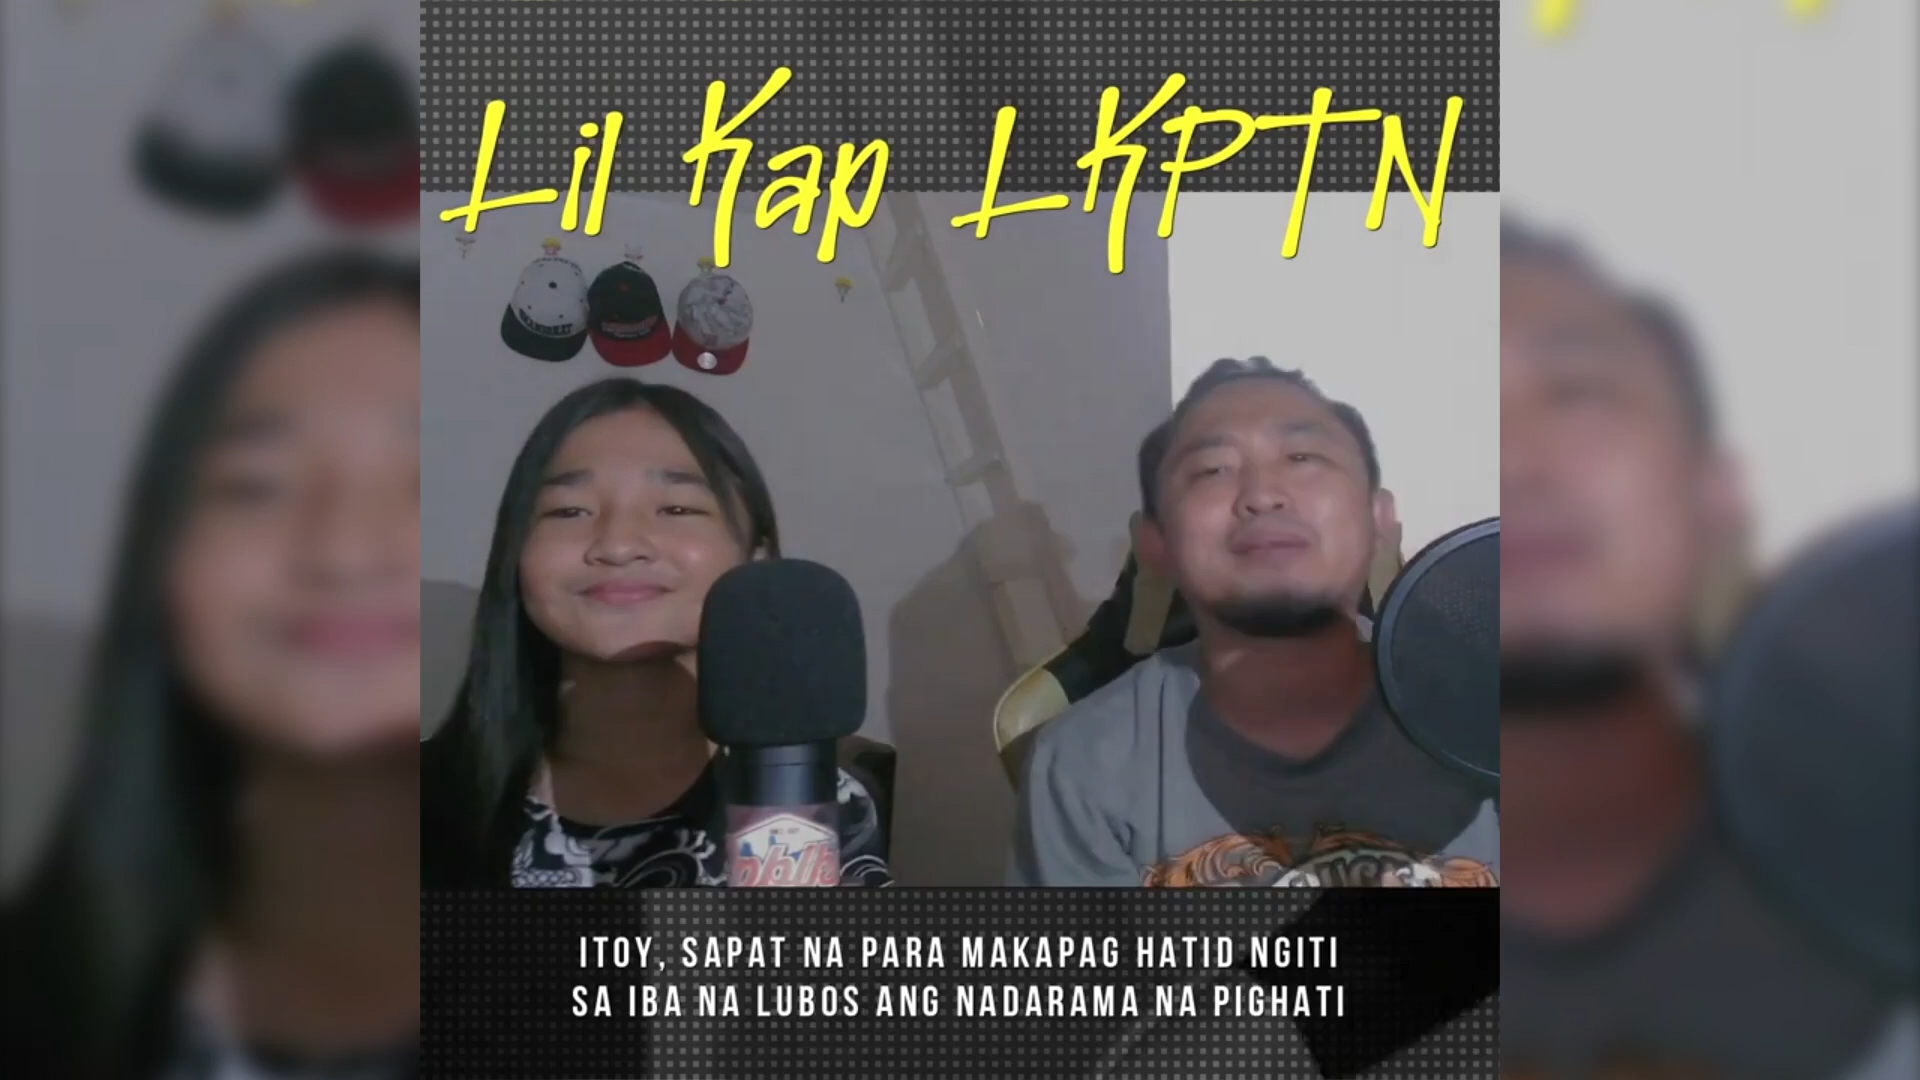 Lil Kap LKPTN
ITOY, SAPAT NA PARA MAKAPAG HATID NGITI
SA IBA NA LUBOS ANG NADARAMA NA PIGHATI